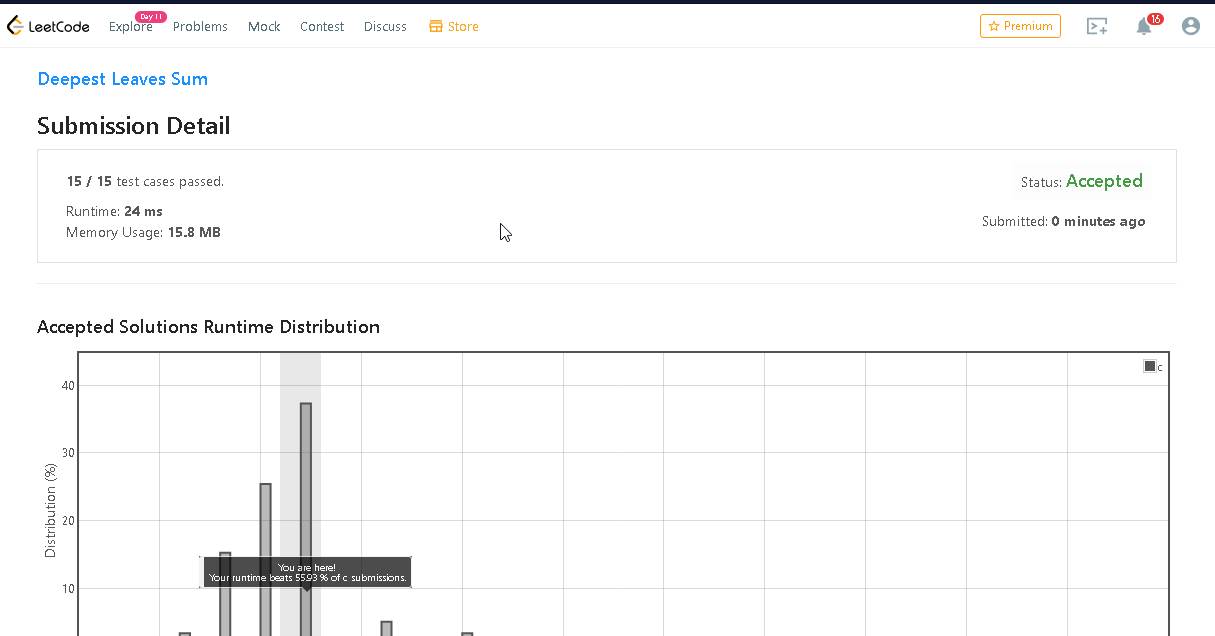 LeetCode
Explore
Day 11
Problems
Mock
Contest
Discuss
Store
Premium
16
Deepest Leaves Sum
Submission Detail
15 / 15 test cases passed.
Status: Accepted
Runtime: 24 ms
Submitted: 0 minutes ago
Memory Usage: 15.8 MB
Accepted Solutions Runtime Distribution
c
40
30
20
10
Distribution (%)
You are here!
Your runtime beats 55.93 % of c submissions.